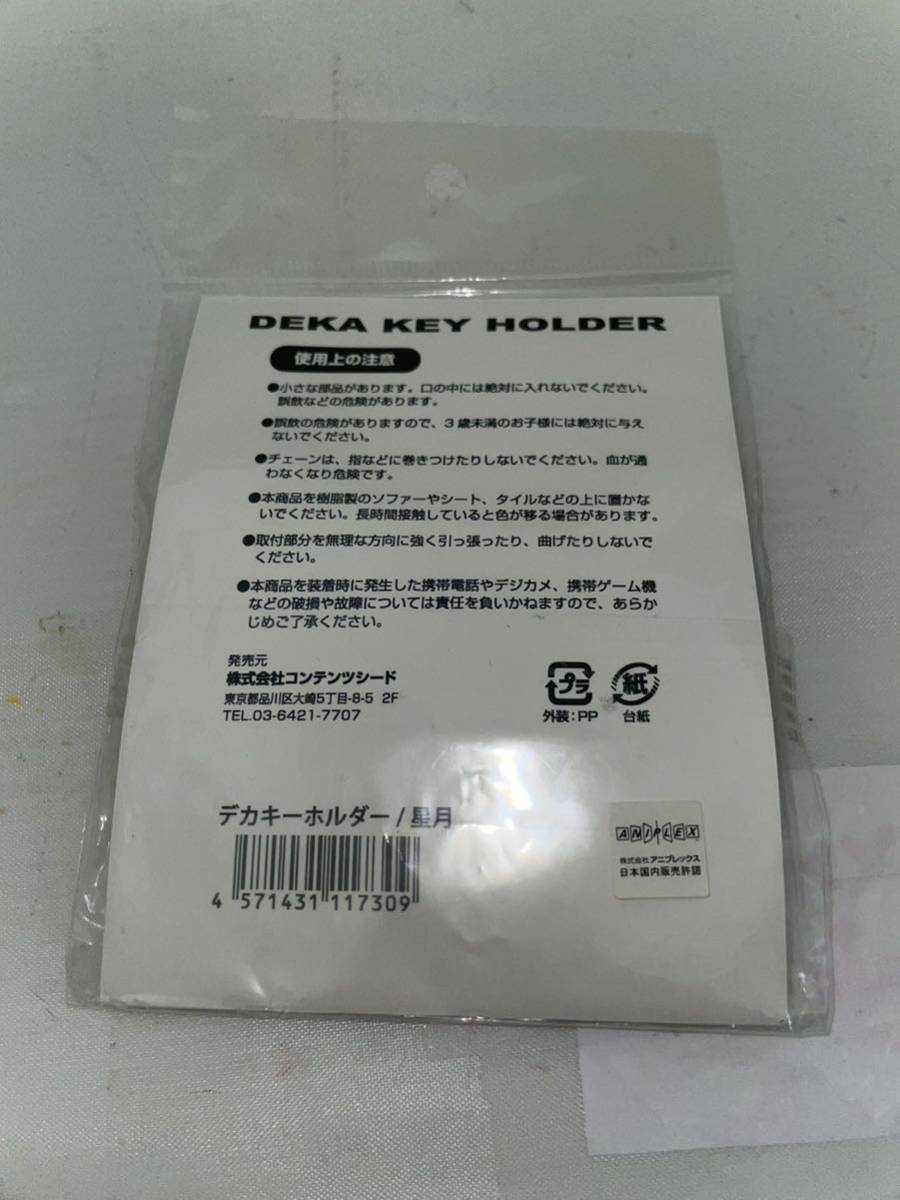 DEKA KEY HOLDER
使用上の注意
●小さな部品があります。口の中には絶対に入れないでください。
誤飲などの危険があります。
●誤飲の危険がありますので、3歳未満のお子様には絶対に与え
ないでください。
●チェーンは、指などに巻きつけたりしないでください。血が通
わなくなり危険です。
●本商品を樹脂製のソファーやシート、タイルなどの上に置かな
いでください。長時間接触していると色が移る場合があります。
●取付部分を無理な方向に強く引っ張ったり、曲げたりしないで
ください。
●本商品を装着時に発生した携帯電話やデジカメ、携帯ゲーム機
などの破損や故障については責任を負いかねますので、あらか
じめご了承ください。
発売元
株式会社コンテンツシード
東京都品川区大崎5丁目-8-5 2F
TEL.03-6421-7707
プラ
外装:PP
紙
台紙
デカキーホルダー/星月
4 571431 117309
ANIPLEX
株式会社アニプレックス
日本国内販売許諾